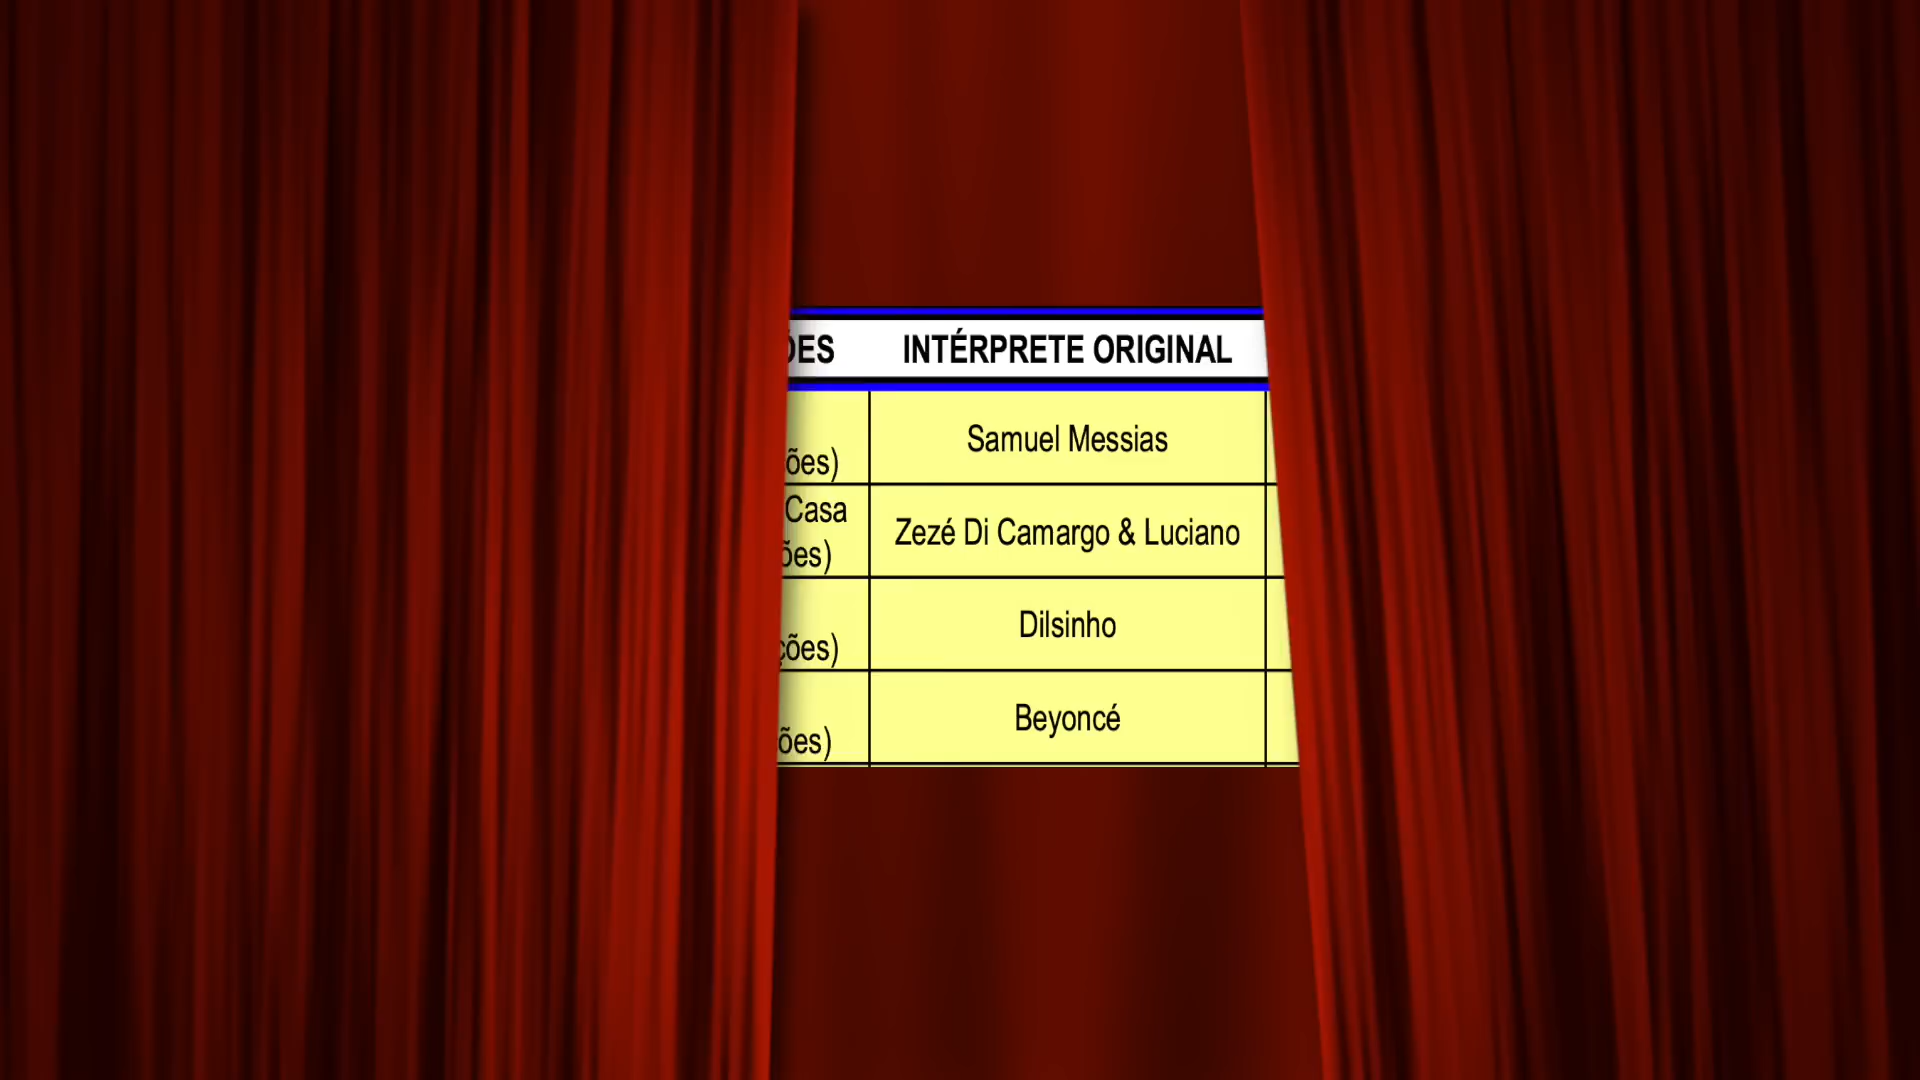 INTÉRPRETE ORIGINAL
Samuel Messias
Casa
Zezé Di Camargo & Luciano
Dilsinho
Beyoncé